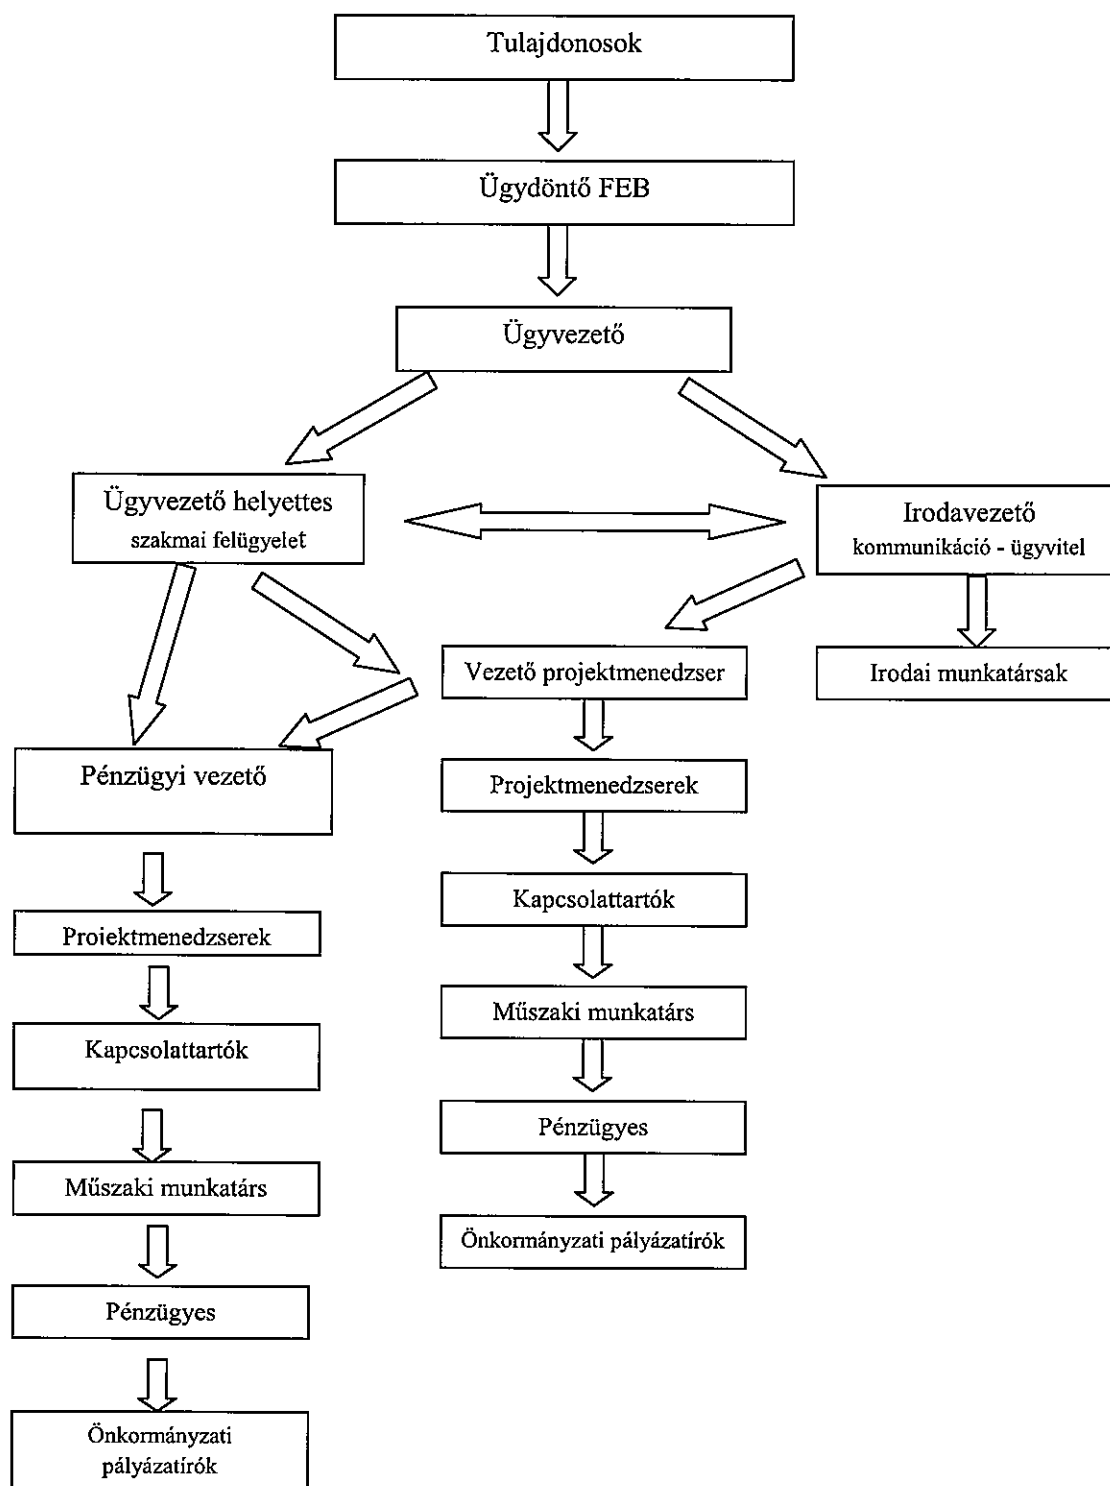 Tulajdonosok
Ügydöntő FEB
Ügyvezető
Ügyvezető helyettes
szakmai felügyelet
Irodavezető
kommunikáció - ügyvitel
Vezető projektmenedzser
Irodai munkatársak
Pénzügyi vezető
Projektmenedzserek
Kapcsolattartók
Műszaki munkatárs
Pénzügyes
Önkormányzati pályázatírók
Projektmenedzserek
Kapcsolattartók
Műszaki munkatárs
Pénzügyes
Önkormányzati
pályázatírók